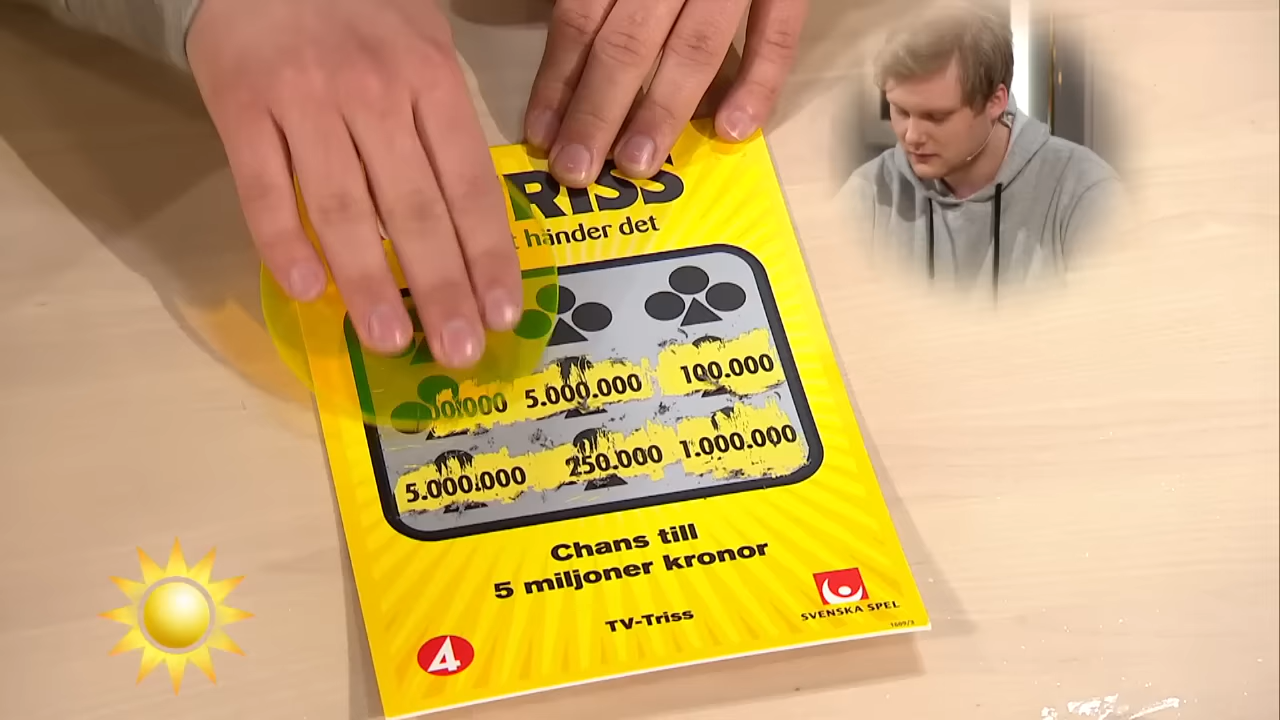 RISS
händer det
5.000.000
100.000
5.000.000
250.000
1.000.000
Chans till
5 miljoner kronor
TV-Triss
4
SVENSKA SPEL